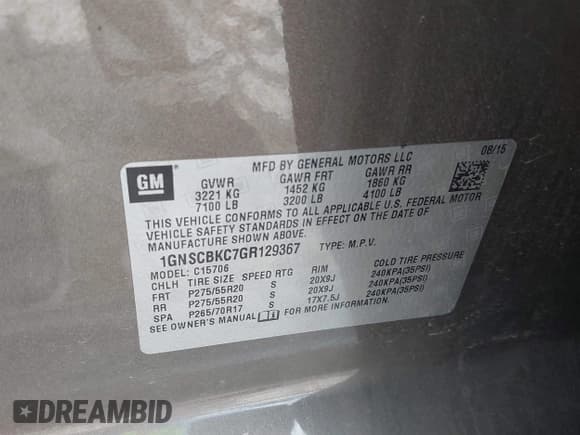 MFD BY GENERAL MOTORS LLC 08/15
GM GVWR GAWR FRT GAWR RR
3221 KG 1452 KG 1860 KG
7100 LB 3200 LB 4100 LB
THIS VEHICLE CONFORMS TO ALL APPLICABLE U.S. FEDERAL MOTOR
VEHICLE SAFETY STANDARDS IN EFFECT ON THE DATE OF
MANUFACTURE SHOWN ABOVE.
1GNSCBKC7GR129367 TYPE: M.P.V.
MODEL: C15706
CHLH TIRE SIZE SPEED RTG RIM COLD TIRE PRESSURE
FRT P275/55R20 S 20X9J 240KPA(35PSI)
RR P275/55R20 S 20X9J 240KPA(35PSI)
SPA P265/70R17 S 17X7.5J 240KPA(35PSI)
SEE OWNER'S MANUAL FOR MORE INFORMATION.
DREAMBID